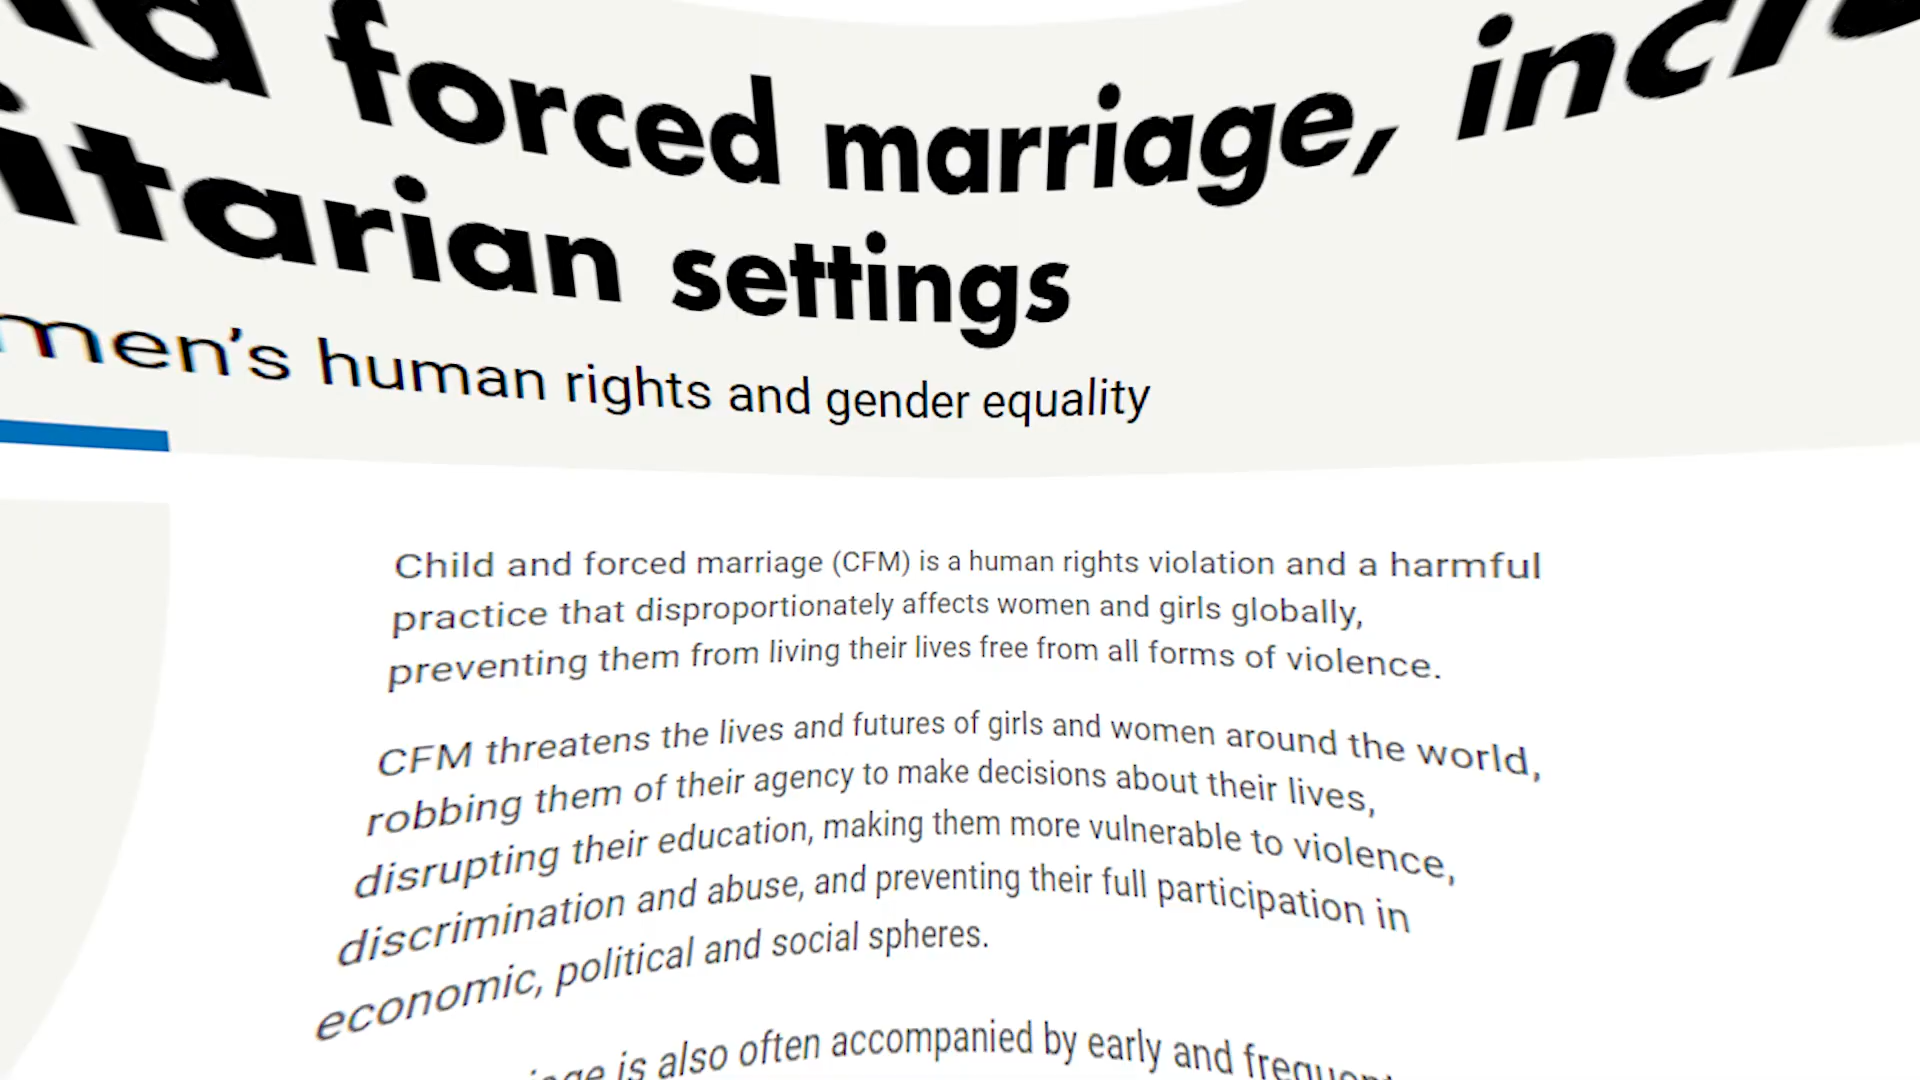 forced marriage,
settings
human rights and gender equality
Child and forced marriage (CFM) is a human rights violation and a harmful
practice that disproportionately affects women and girls globally,
preventing them from living their lives free from all forms of violence.
CFM threatens the lives and futures of girls and women around the world,
robbing them of their agency to make decisions about their lives,
disrupting their education, making them more vulnerable to violence,
discrimination and abuse, and preventing their full participation in
economic, political and social spheres.
is also often accompanied by early and